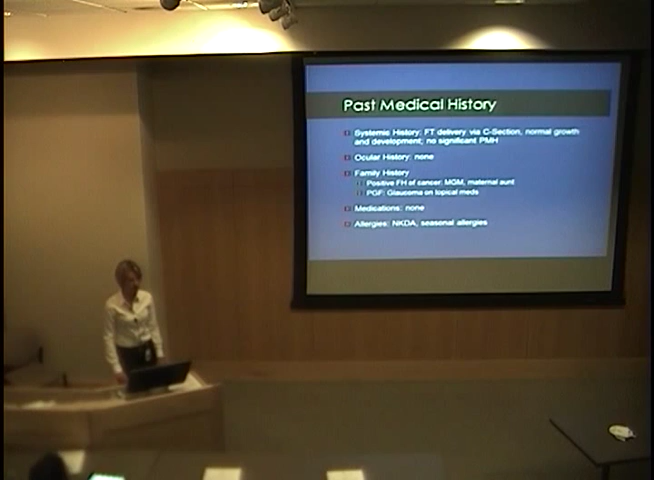 Past Medical History
Systemic History: FT delivery via C-Section, normal growth
and development; no significant PMH
Ocular History: none
Family History
Positive FH of cancer: MGM, maternal aunt
PGF: Glaucoma on topical meds
Medications: none
Allergies: NKDA, seasonal allergies